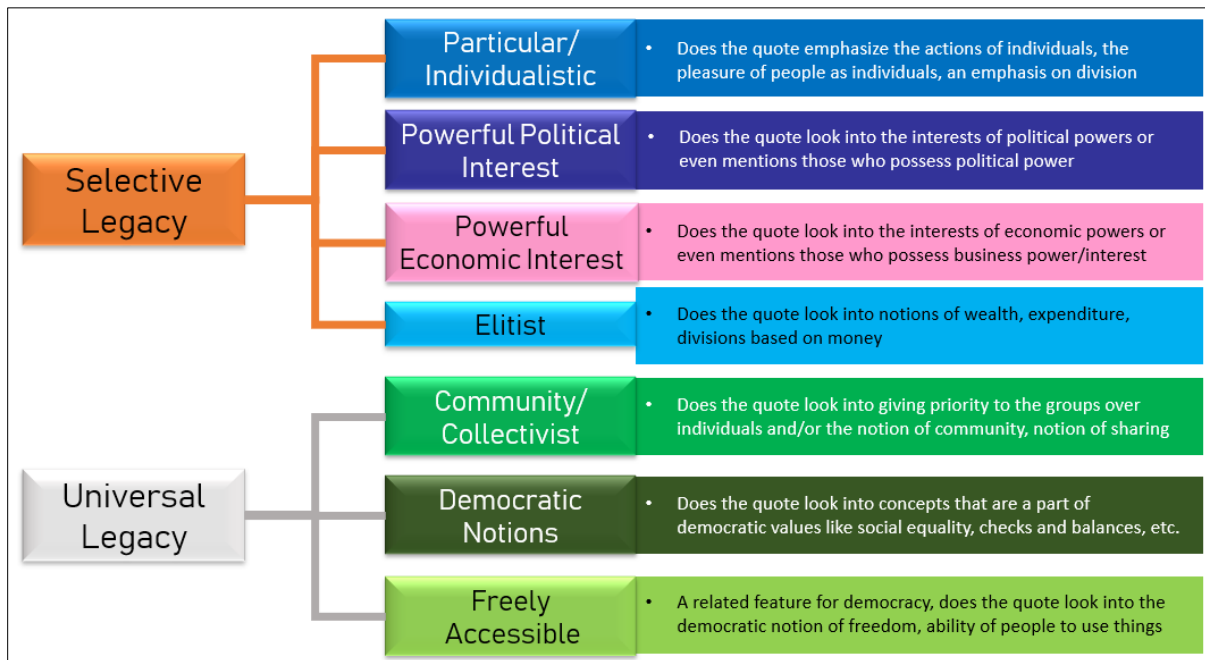 Selective
Legacy
Particular/
Individualistic
• Does the quote emphasize the actions of individuals, the
pleasure of people as individuals, an emphasis on division
Powerful Political
Interest
• Does the quote look into the interests of political powers or
even mentions those who possess political power
Powerful
Economic Interest
• Does the quote look into the interests of economic powers or
even mentions those who possess business power/interest
Elitist
• Does the quote look into notions of wealth, expenditure,
divisions based on money
Universal
Legacy
Community/
Collectivist
• Does the quote look into giving priority to the groups over
individuals and/or the notion of community, notion of sharing
Democratic
Notions
• Does the quote look into concepts that are a part of
democratic values like social equality, checks and balances, etc.
Freely
Accessible
• A related feature for democracy, does the quote look into the
democratic notion of freedom, ability of people to use things